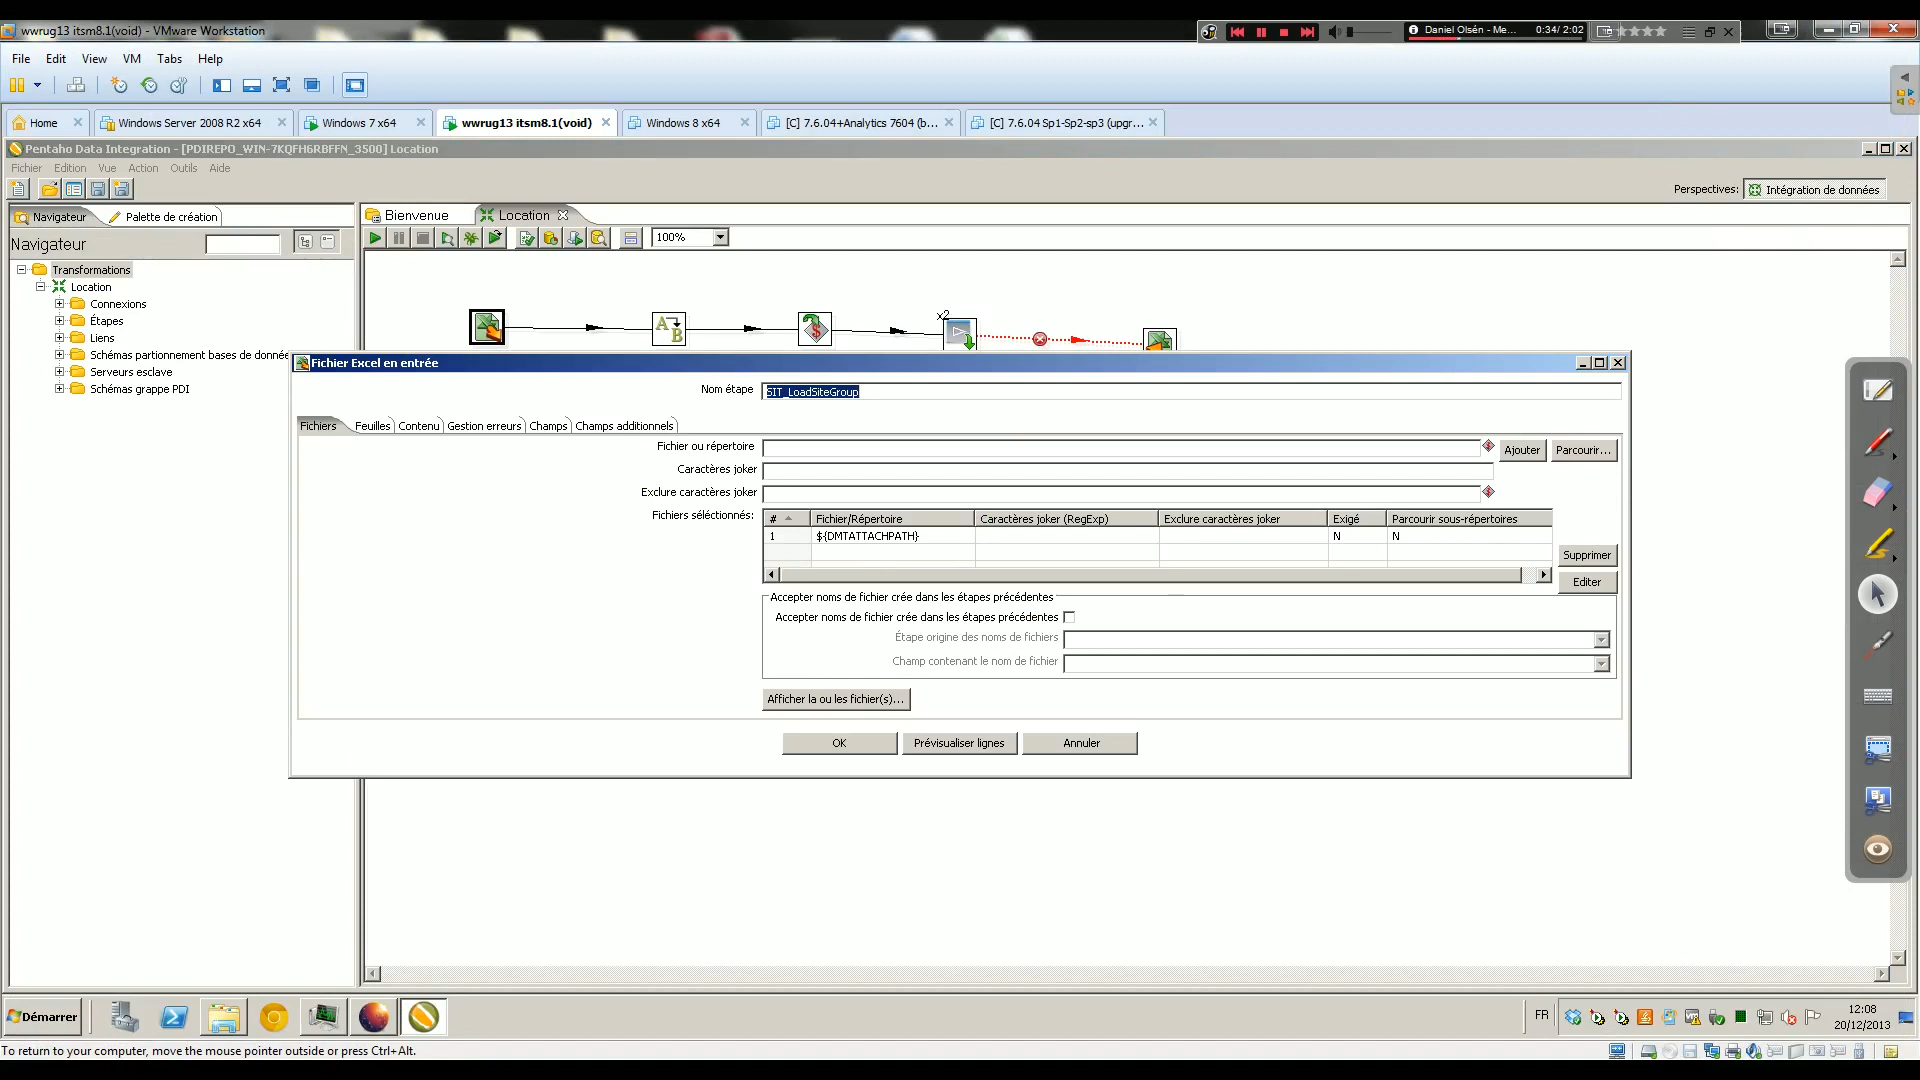 wwrug13 itsm8.1(void) - VMware Workstation
Daniel Olsén - Me... 0:34/ 2:02
File Edit View VM Tabs Help
Home Windows Server 2008 R2 x64 Windows 7 x64 wwrug13 itsm8.1(void) Windows 8 x64 [C] 7.6.04+Analytics 7604 (b... [C] 7.6.04 Sp1-Sp2-sp3 (upgr...
Pentaho Data Integration - [PDIREPO_WIN-7KQFH6RBFFN_3500] Location
Fichier Edition Vue Action Outils Aide
Perspectives: Intégration de données
Navigateur Palette de création Bienvenue Location
100%
Navigateur
Transformations
Location
Connexions
Étapes
Liens
Schémas partionnement bases de donnée
Serveurs esclave
Schémas grappe PDI
A B
x2
Fichier Excel en entrée
Nom étape SIT_LoadSiteGroup
Fichiers Feuilles Contenu Gestion erreurs Champs Champs additionnels
Fichier ou répertoire Ajouter Parcourir...
Caractères joker
Exclure caractères joker
Fichiers séléctionnés: # Fichier/Répertoire Caractères joker (RegExp) Exclure caractères joker Exigé Parcourir sous-répertoires
1 ${DMTATTACHPATH} N N
Supprimer
Editer
Accepter noms de fichier crée dans les étapes précédentes
Accepter noms de fichier crée dans les étapes précédentes
Étape origine des noms de fichiers
Champ contenant le nom de fichier
Afficher la ou les fichier(s)...
OK Prévisualiser lignes Annuler
Démarrer FR 12:08
20/12/2013
To return to your computer, move the mouse pointer outside or press Ctrl+Alt.